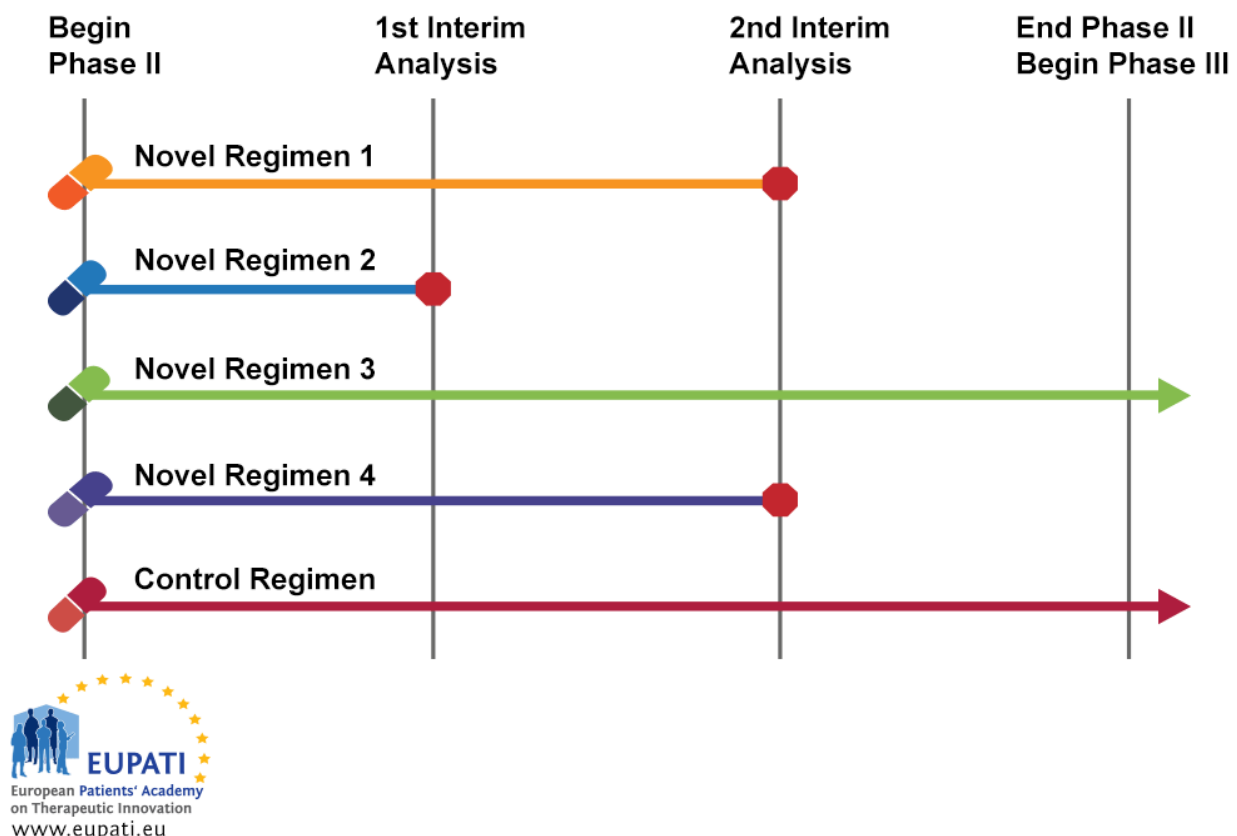 Begin
Phase II
1st Interim
Analysis
2nd Interim
Analysis
End Phase II
Begin Phase III
Novel Regimen 1
Novel Regimen 2
Novel Regimen 3
Novel Regimen 4
Control Regimen
EUPATI
European Patients' Academy
on Therapeutic Innovation
www.eupati.eu